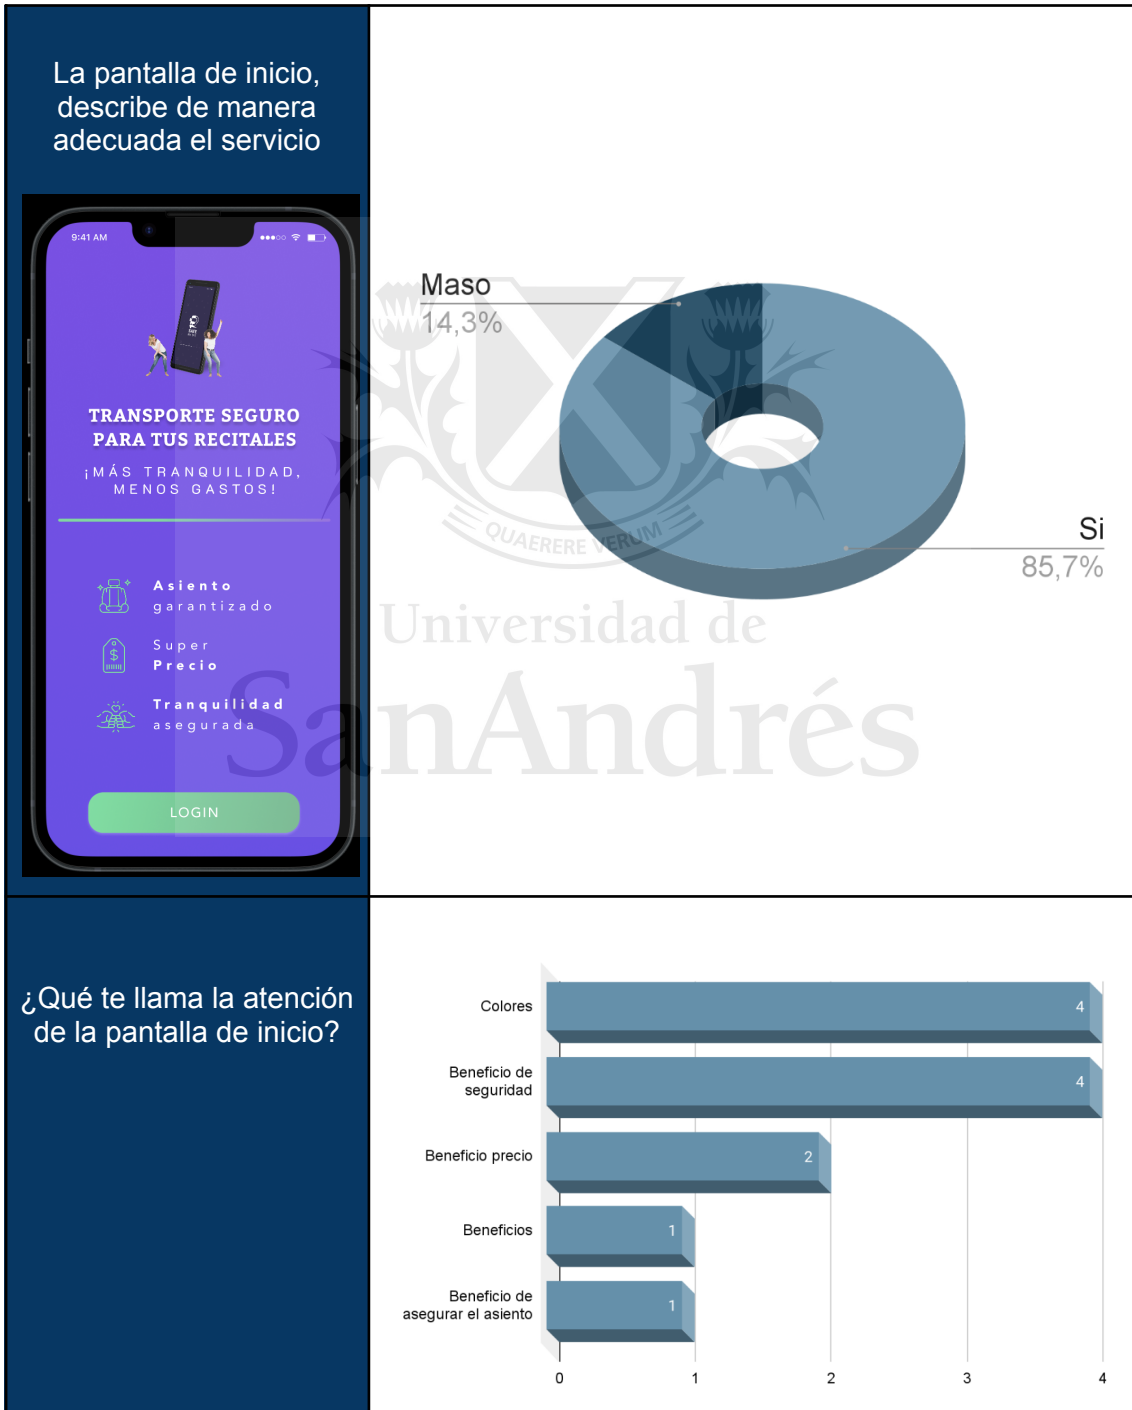 La pantalla de inicio,
describe de manera
adecuada el servicio
9:41 AM
TRANSPORTE SEGURO
PARA TUS RECITALES
¡MÁS TRANQUILIDAD,
MENOS GASTOS!
Asiento
garantizado
Super
Precio
Tranquilidad
asegurada
LOGIN
Maso
14,3%
Si
85,7%
QUAERERE VERUM
Universidad de
SanAndrés
¿Qué te llama la atención
de la pantalla de inicio?
Colores
4
Beneficio de
seguridad
4
Beneficio precio
2
Beneficios
1
Beneficio de
asegurar el asiento
1
0 1 2 3 4